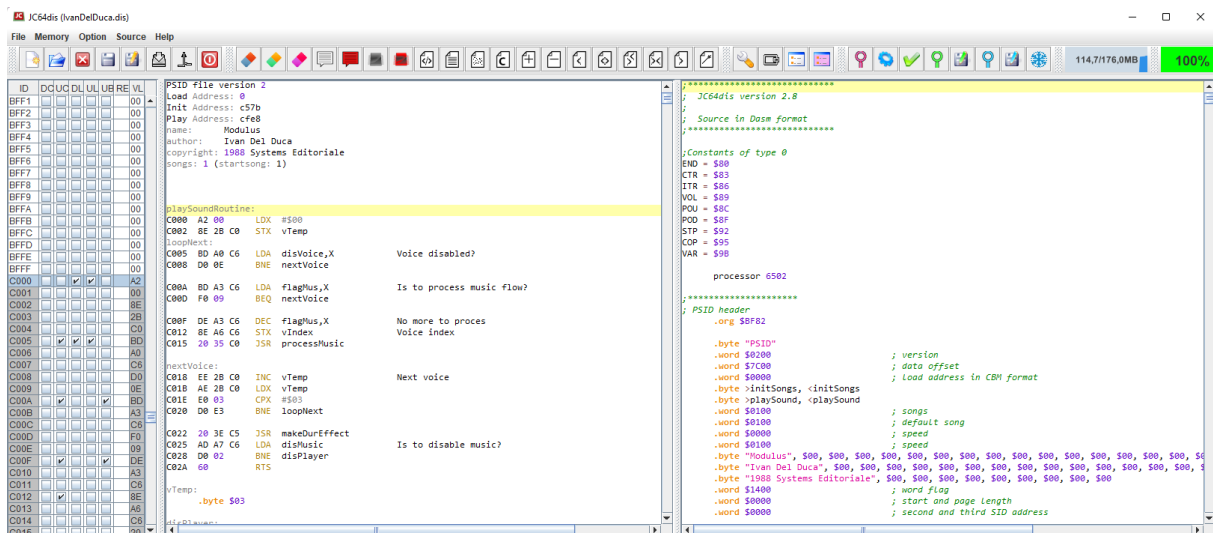 JC64dis (IvanDelDuca.dis)
File Memory Option Source Help
114,7/176,0MB
100%
ID DC UC DL UL UB RE VL
BFF1 00
BFF2 00
BFF3 00
BFF4 00
BFF5 00
BFF6 00
BFF7 00
BFF8 00
BFF9 00
BFFA 00
BFFB 00
BFFC 00
BFFD 00
BFFE 00
BFFF 00
C000 A2
C001 00
C002 8E
C003 2B
C004 C0
C005 BD
C006 A0
C007 C6
C008 D0
C009 0E
C00A BD
C00B A3
C00C C6
C00D F0
C00E 09
C00F DE
C010 A3
C011 C6
C012 8E
C013 A6
C014 C6
PSID file version 2
Load Address: 0
Init Address: c57b
Play Address: cfe8
name: Modulus
author: Ivan Del Duca
copyright: 1988 Systems Editoriale
songs: 1 (startsong: 1)
playSoundRoutine:
C000 A2 00 LDX #$00
C002 8E 2B C0 STX vTemp
loopNext:
C005 BD A0 C6 LDA disVoice,X Voice disabled?
C008 D0 0E BNE nextVoice
C00A BD A3 C6 LDA flagMus,X Is to process music flow?
C00D F0 09 BEQ nextVoice
C00F DE A3 C6 DEC flagMus,X No more to proces
C012 8E A6 C6 STX vIndex Voice index
C015 20 35 C0 JSR processMusic
nextVoice:
C018 EE 2B C0 INC vTemp Next voice
C01B AE 2B C0 LDX vTemp
C01E E0 03 CPX #$03
C020 D0 E3 BNE loopNext
C022 20 3E C5 JSR makeDurEffect
C025 AD A7 C6 LDA disMusic Is to disable music?
C028 D0 02 BNE disPlayer
C02A 60 RTS
vTemp:
.byte $03
;****************************
; JC64dis version 2.8
;
; Source in Dasm format
;****************************
;Constants of type 0
END = $80
CTR = $83
ITR = $86
VOL = $89
POU = $8C
POD = $8F
STP = $92
COP = $95
VAR = $9B
processor 6502
;*********************
; PSID header
.org $BF82
.byte "PSID"
.word $0200 ; version
.word $7C00 ; data offset
.word $0000 ; load address in CBM format
.byte >initSongs, <initSongs
.byte >playSound, <playSound
.word $0100 ; songs
.word $0100 ; default song
.word $0000 ; speed
.word $0100 ; speed
.byte "Modulus", $00, $00, $00, $00, $00, $00, $00, $00, $00, $00, $00, $00, $00, $00, $00, $00
.byte "Ivan Del Duca", $00, $00, $00, $00, $00, $00, $00, $00, $00, $00, $00, $00, $00, $00, $00,
.byte "1988 Systems Editoriale", $00, $00, $00, $00, $00, $00, $00, $00, $00
.word $1400 ; word flag
.word $0000 ; start and page length
.word $0000 ; second and third SID address